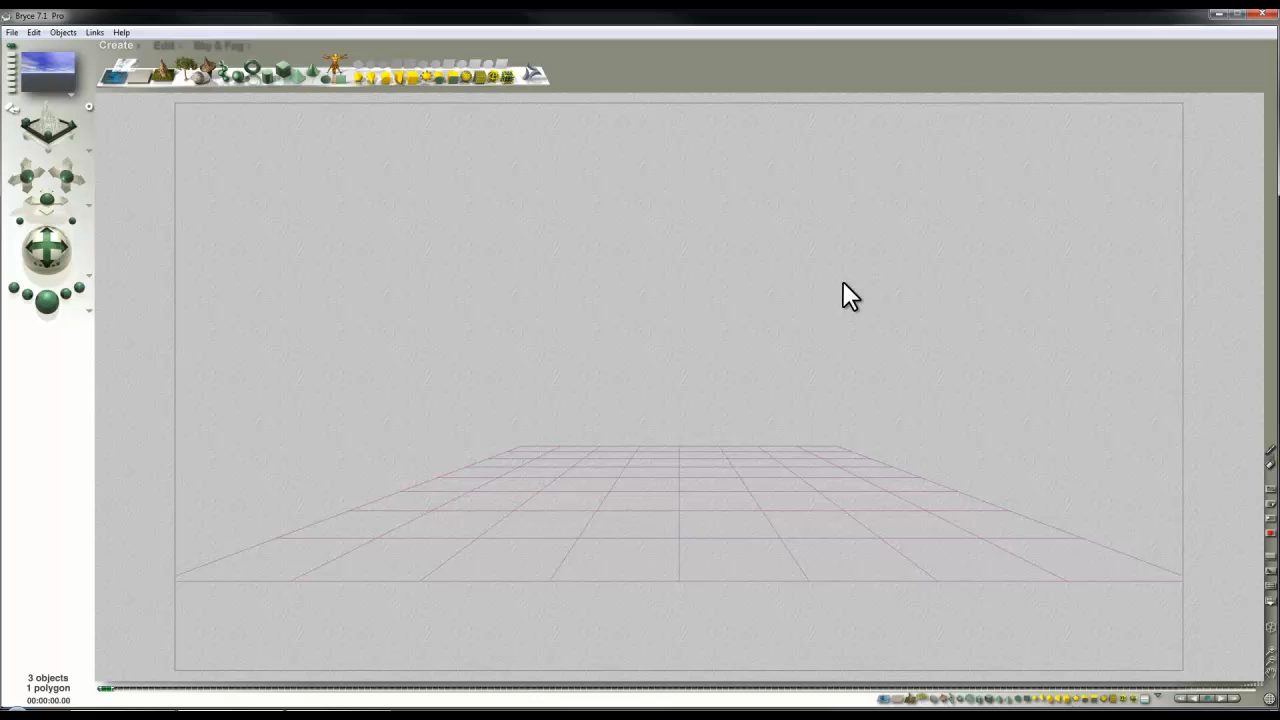 Bryce 7.1 Pro
File Edit Objects Links Help
Create Edit Sky & Fog
3 objects
1 polygon
00:00:00.00